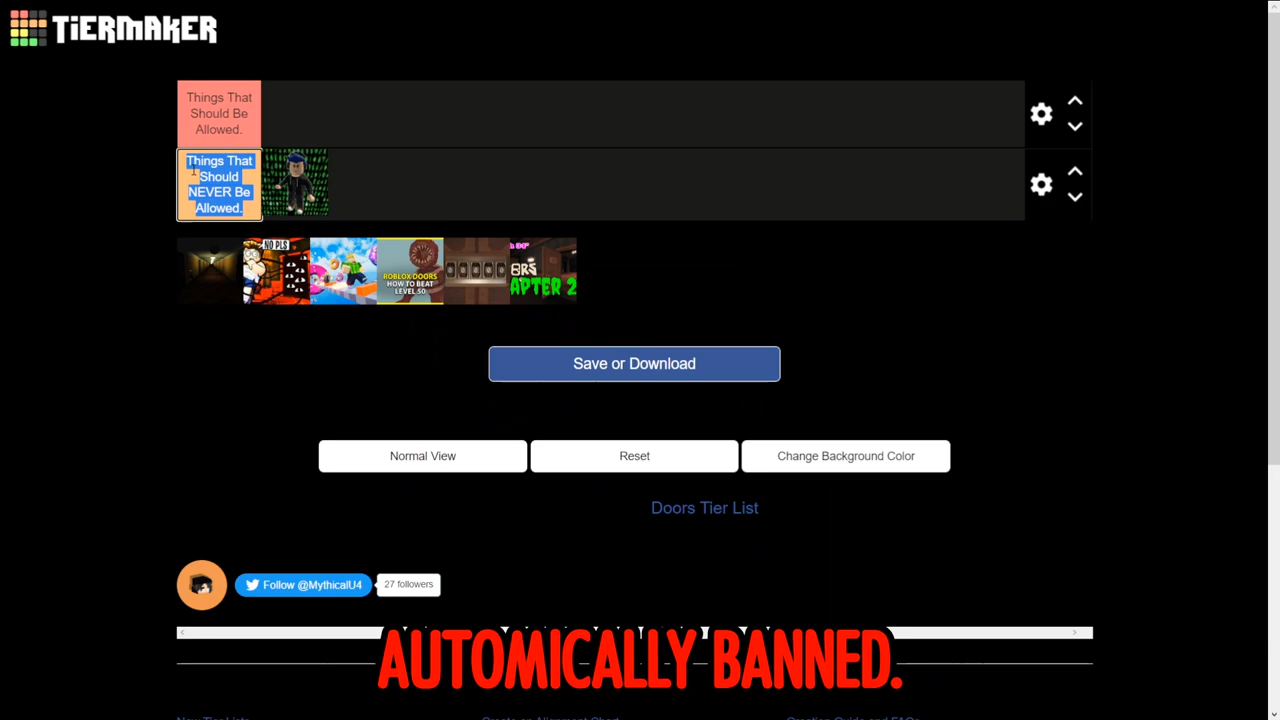 TiERMAKER
Things That
Should Be
Allowed.
Things That
Should
NEVER Be
Allowed.
NO PLS
ROBLOX DOORS
HOW TO BEAT
LEVEL 50
APTER 2
Save or Download
Normal View
Reset
Change Background Color
Doors Tier List
Follow @MythicalU4
27 followers
AUTOMICALLY BANNED.